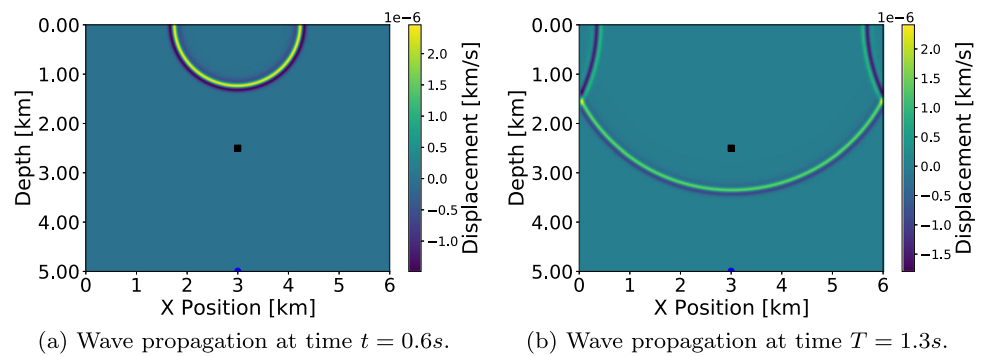 1e−6
0.00
1.00
2.00
3.00
4.00
5.00
Depth [km]
0 1 2 3 4 5 6
X Position [km]
2.0
1.5
1.0
0.5
0.0
−0.5
−1.0
Displacement [km/s]
(a) Wave propagation at time t = 0.6s.
1e−6
0.00
1.00
2.00
3.00
4.00
5.00
Depth [km]
0 1 2 3 4 5 6
X Position [km]
2.0
1.5
1.0
0.5
0.0
−0.5
−1.0
−1.5
Displacement [km/s]
(b) Wave propagation at time T = 1.3s.